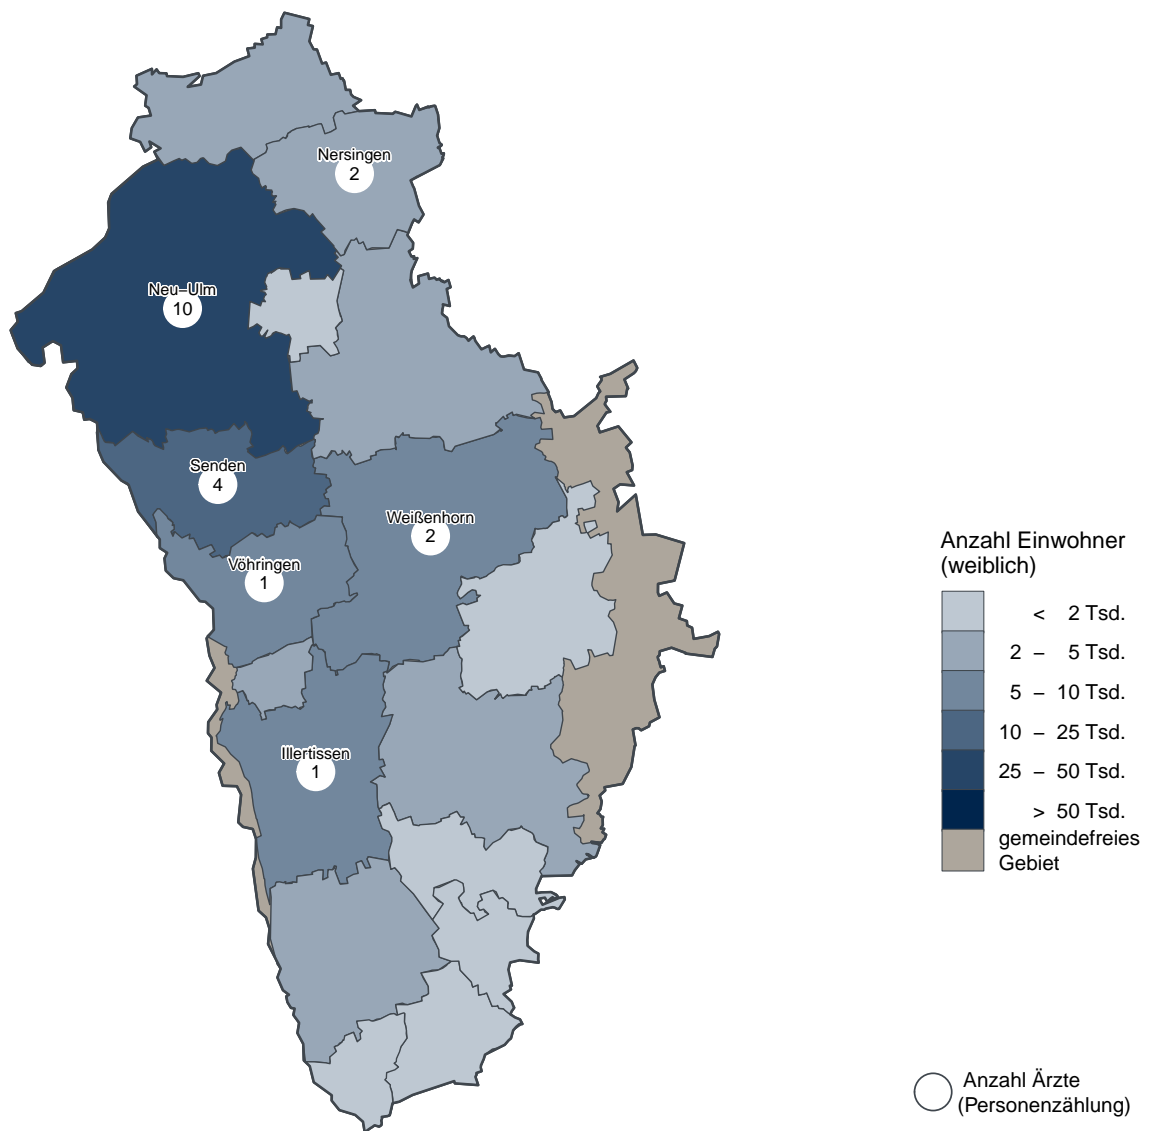 Nersingen
2
Neu–Ulm
10
Senden
4
Weißenhorn
2
Vöhringen
1
Illertissen
1
Anzahl Einwohner
(weiblich)
< 2 Tsd.
2 – 5 Tsd.
5 – 10 Tsd.
10 – 25 Tsd.
25 – 50 Tsd.
> 50 Tsd.
gemeindefreies
Gebiet
Anzahl Ärzte
(Personenzählung)